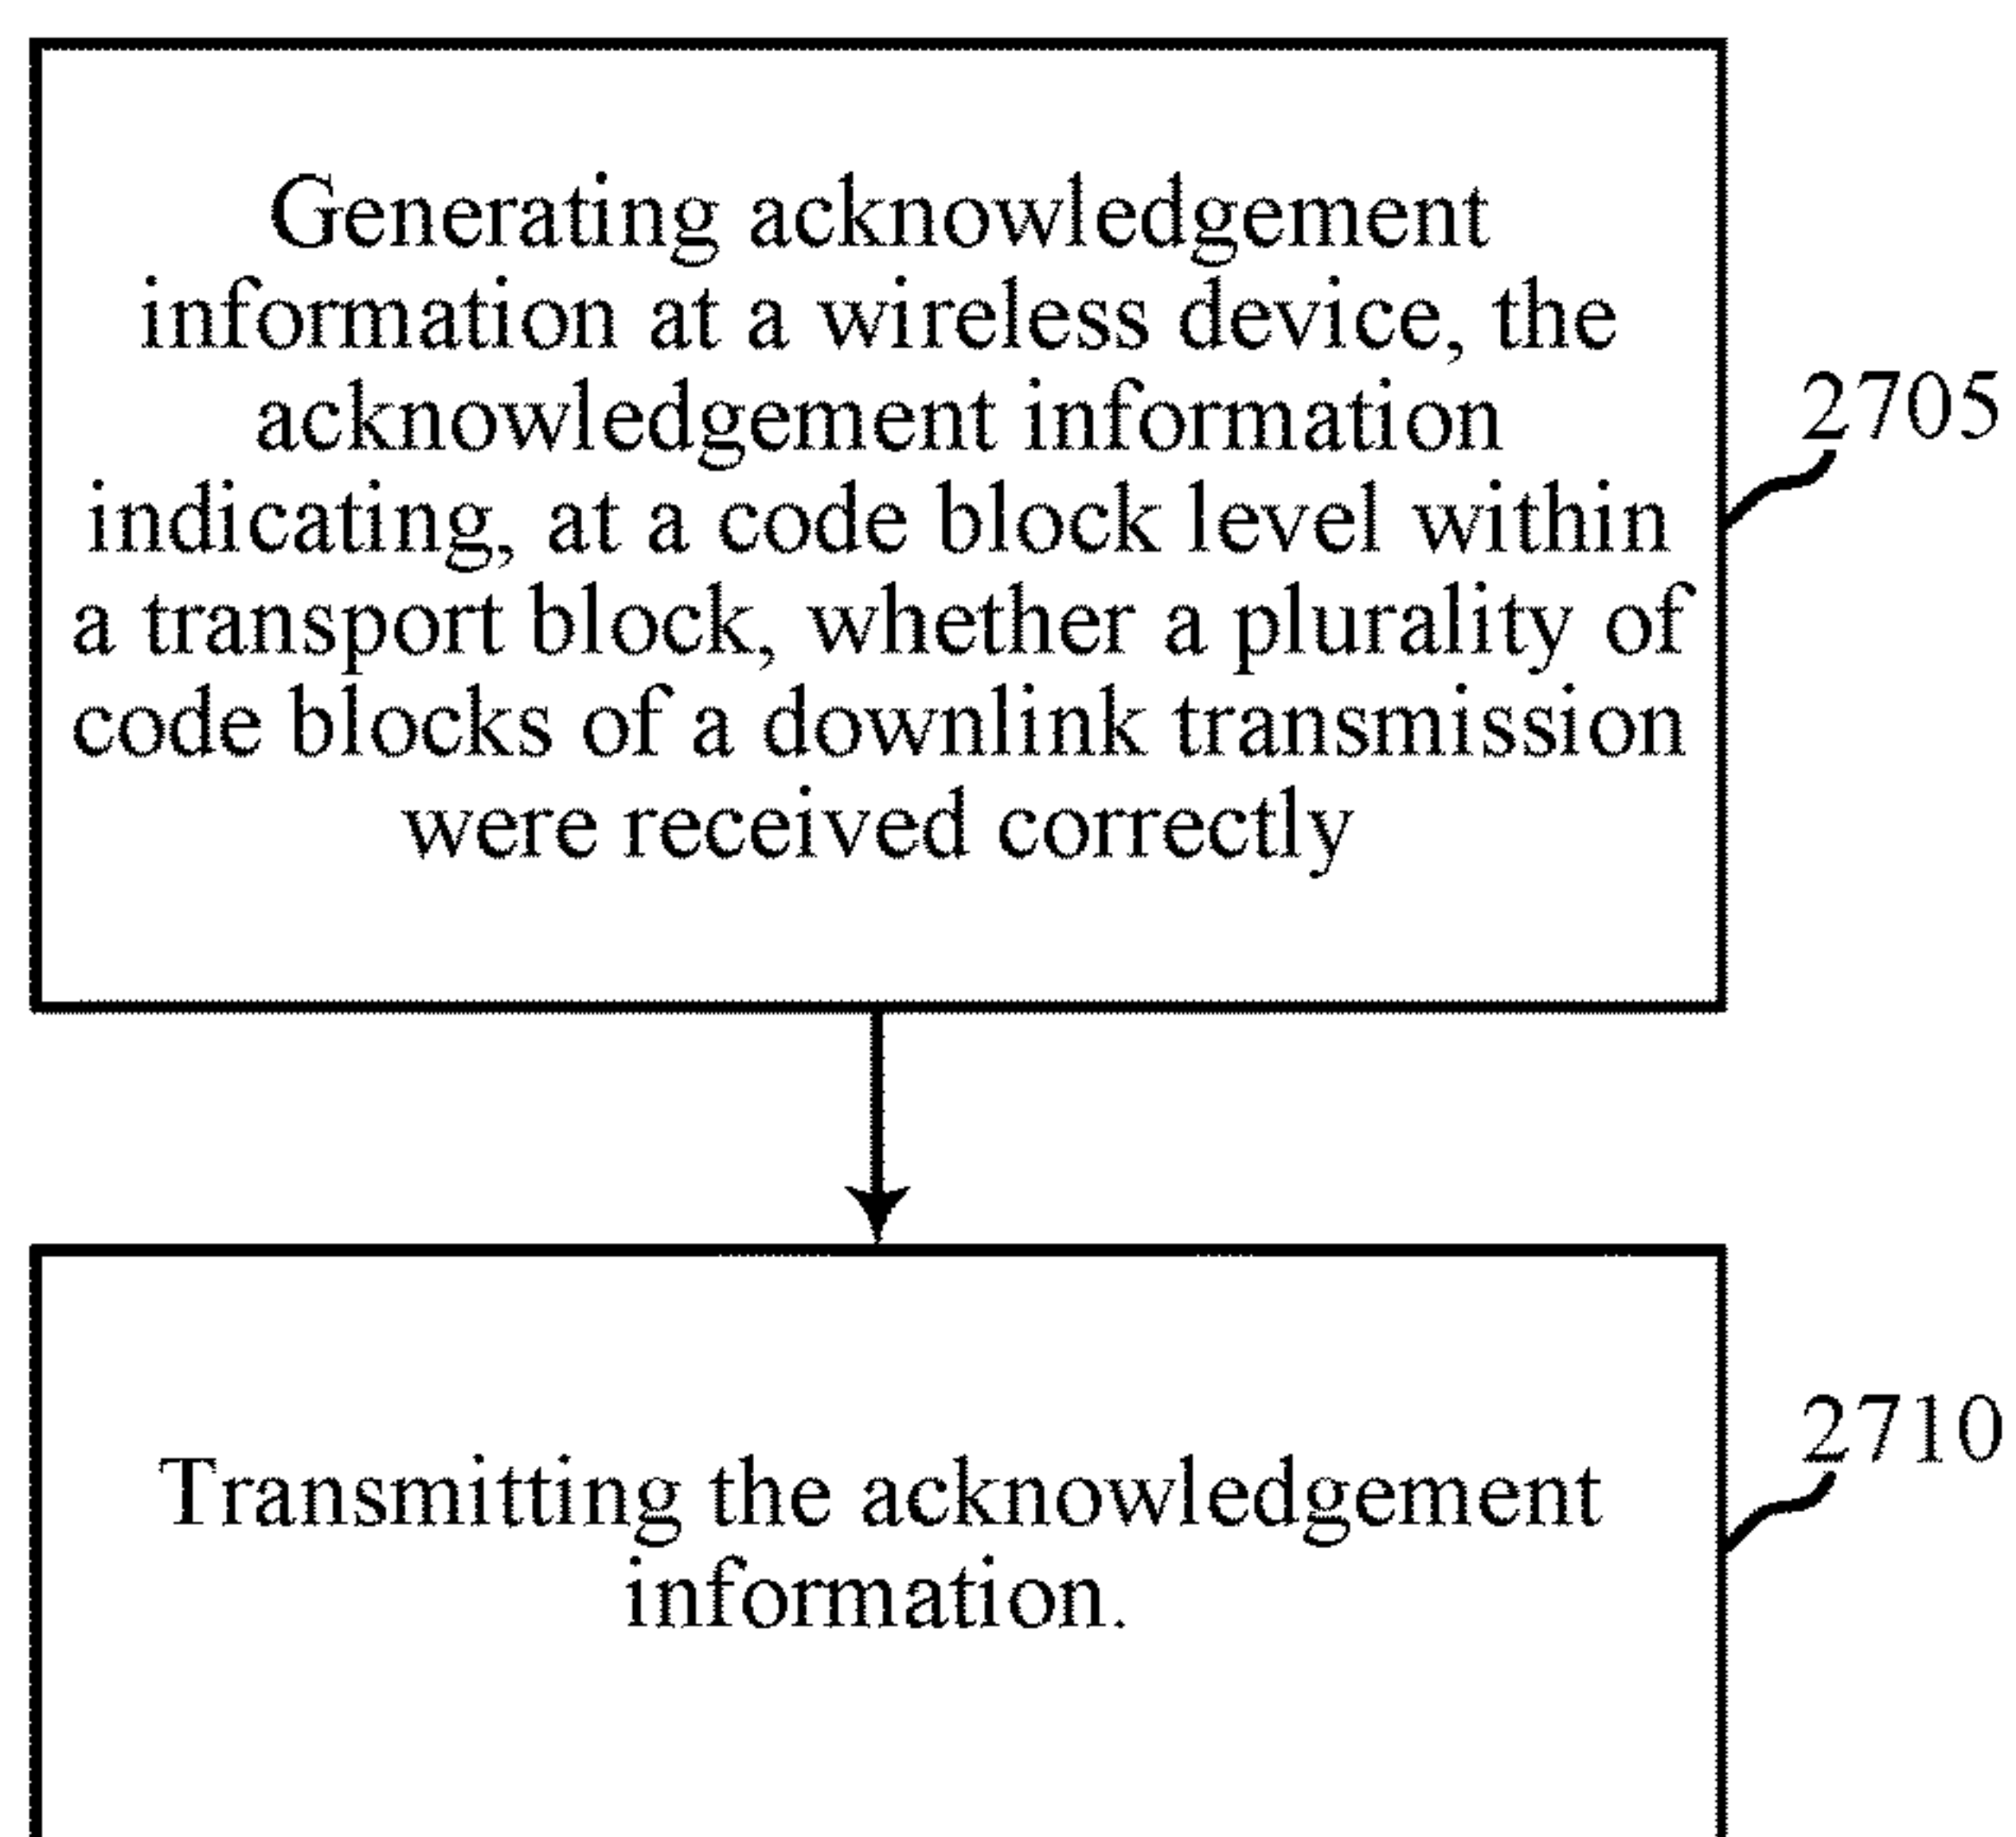 Generating acknowledgement
information at a wireless device, the
acknowledgement information
indicating, at a code block level within
a transport block, whether a plurality of
code blocks of a downlink transmission
were received correctly
2705
Transmitting the acknowledgement
information.
2710